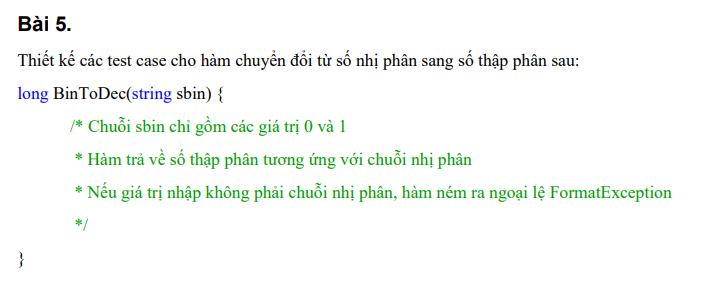 Bài 5.
Thiết kế các test case cho hàm chuyển đổi từ số nhị phân sang số thập phân sau:
long BinToDec(string sbin) {
/* Chuỗi sbin chỉ gồm các giá trị 0 và 1
* Hàm trả về số thập phân tương ứng với chuỗi nhị phân
* Nếu giá trị nhập không phải chuỗi nhị phân, hàm ném ra ngoại lệ FormatException
*/
}